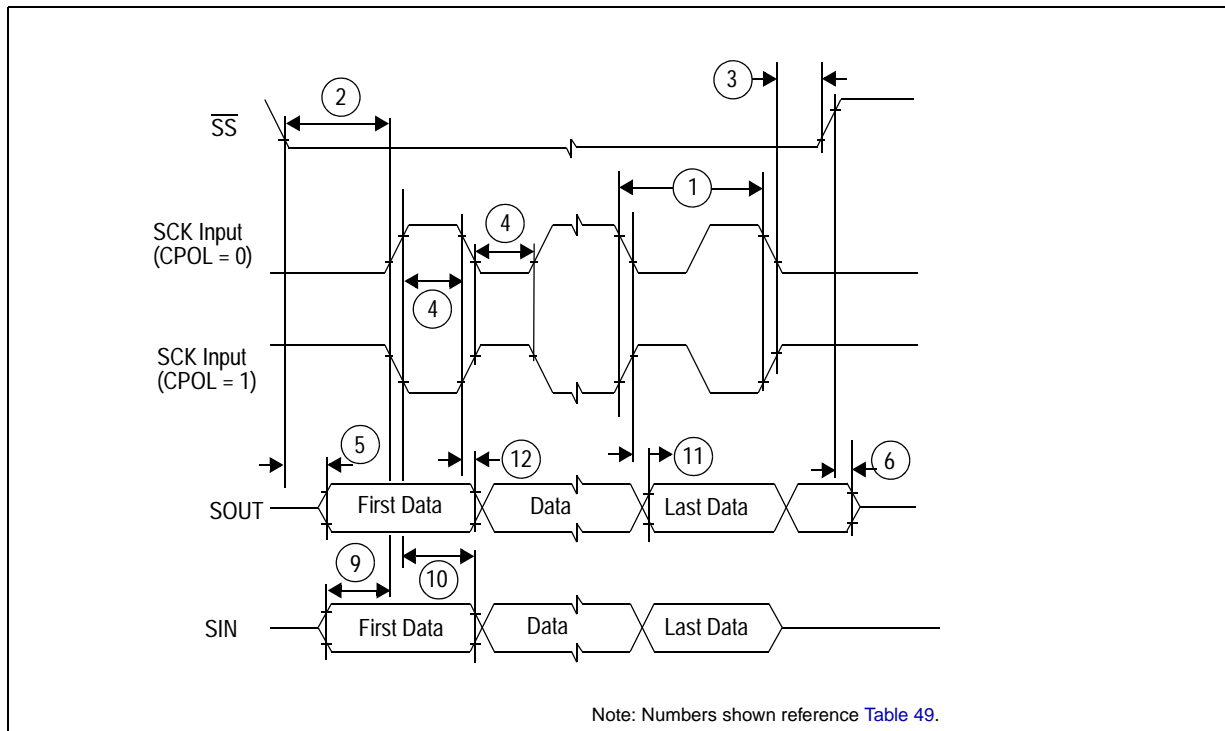 3
2
SS
1
4
SCK Input
(CPOL = 0)
4
SCK Input
(CPOL = 1)
5
12
11
6
SOUT
First Data
Data
Last Data
9
10
SIN
First Data
Data
Last Data
Note: Numbers shown reference Table 49.